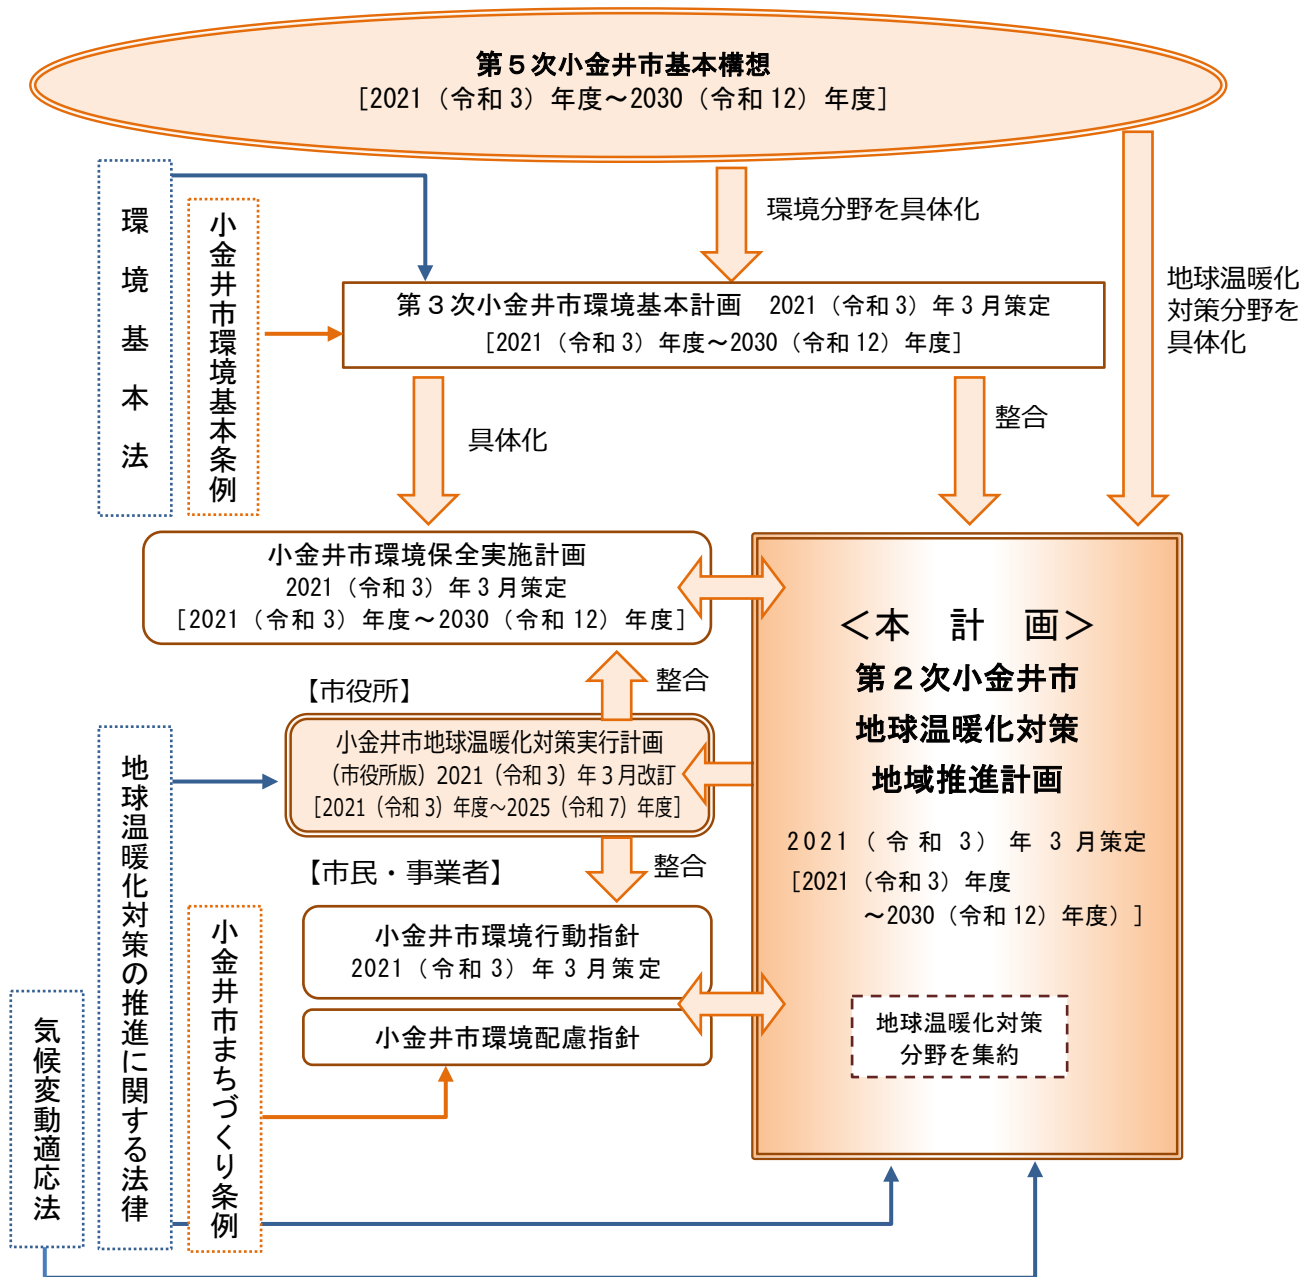 第５次小金井市基本構想
[2021（令和3）年度～2030（令和12）年度]
環境基本法
小金井市環境基本条例
環境分野を具体化
地球温暖化
対策分野を
具体化
第３次小金井市環境基本計画　2021（令和3）年3月策定
[2021（令和3）年度～2030（令和12）年度]
具体化
整合
小金井市環境保全実施計画
2021（令和3）年3月策定
[2021（令和3）年度～2030（令和12）年度]
整合
【市役所】
小金井市地球温暖化対策実行計画
（市役所版）2021（令和3）年3月改訂
[2021（令和3）年度～2025（令和7）年度]
整合
【市民・事業者】
小金井市環境行動指針
2021（令和3）年3月策定
小金井市環境配慮指針
＜本　計　画＞
第２次小金井市
地球温暖化対策
地域推進計画
2021（令和3）年3月策定
[2021（令和3）年度
～2030（令和12）年度）]
地球温暖化対策
分野を集約
地球温暖化対策の推進に関する法律
小金井市まちづくり条例
気候変動適応法